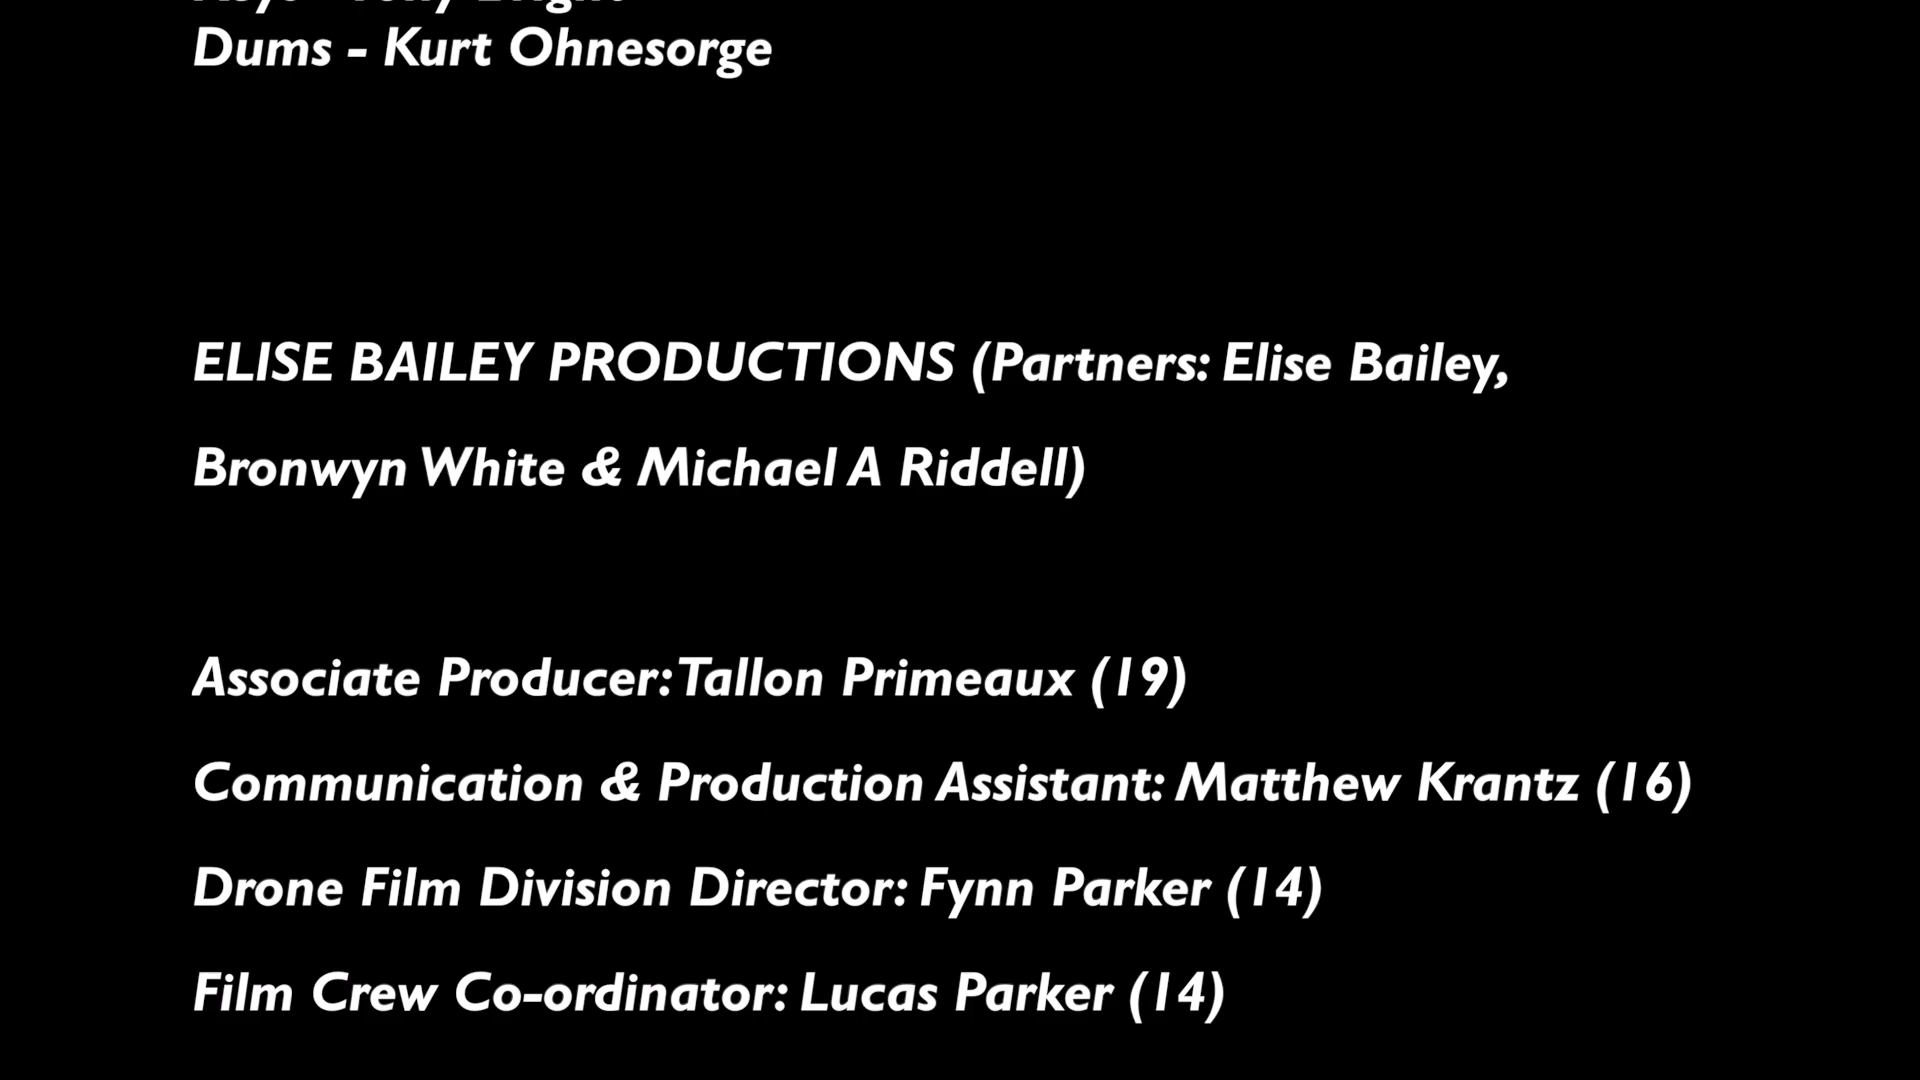 Dums - Kurt Ohnesorge
ELISE BAILEY PRODUCTIONS (Partners: Elise Bailey,
Bronwyn White & Michael A Riddell)
Associate Producer: Tallon Primeaux (19)
Communication & Production Assistant: Matthew Krantz (16)
Drone Film Division Director: Fynn Parker (14)
Film Crew Co-ordinator: Lucas Parker (14)